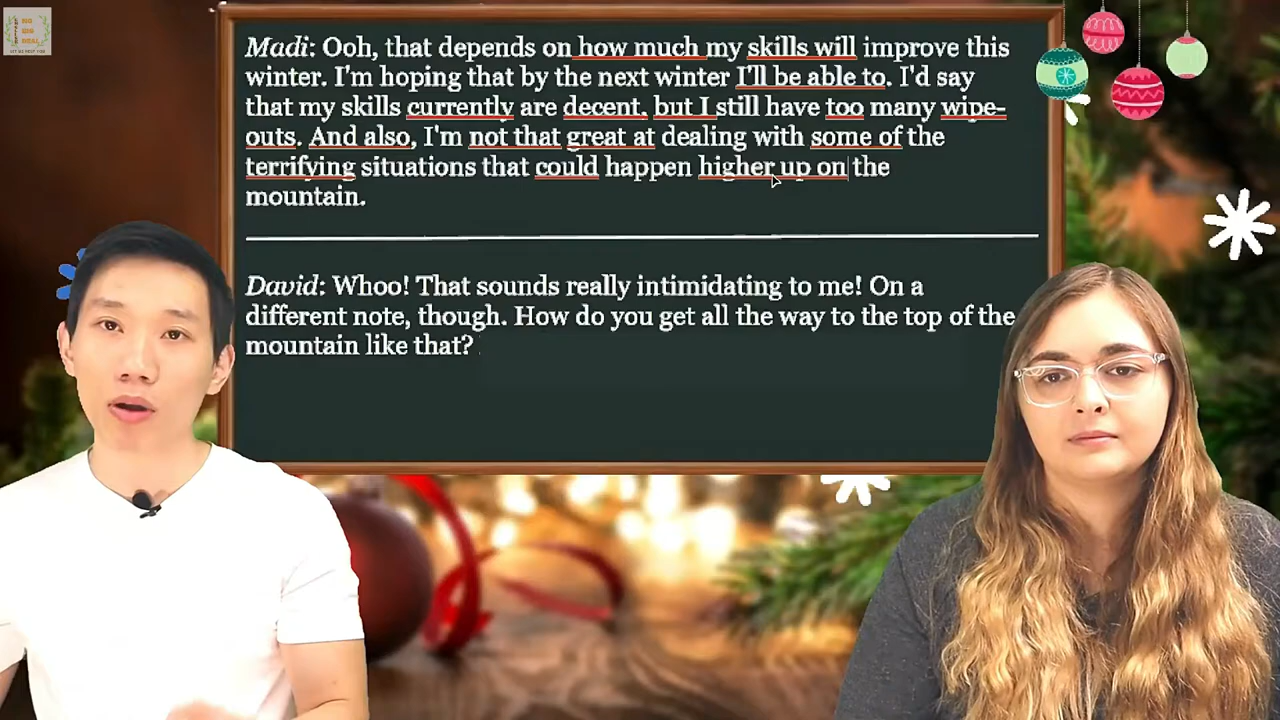 NO
BIG
DEAL
Madi: Ooh, that depends on how much my skills will improve this
winter. I'm hoping that by the next winter I'll be able to. I'd say
that my skills currently are decent, but I still have too many wipe-
outs. And also, I'm not that great at dealing with some of the
terrifying situations that could happen higher up on the
mountain.
David: Whoo! That sounds really intimidating to me! On a
different note, though. How do you get all the way to the top of the
mountain like that?